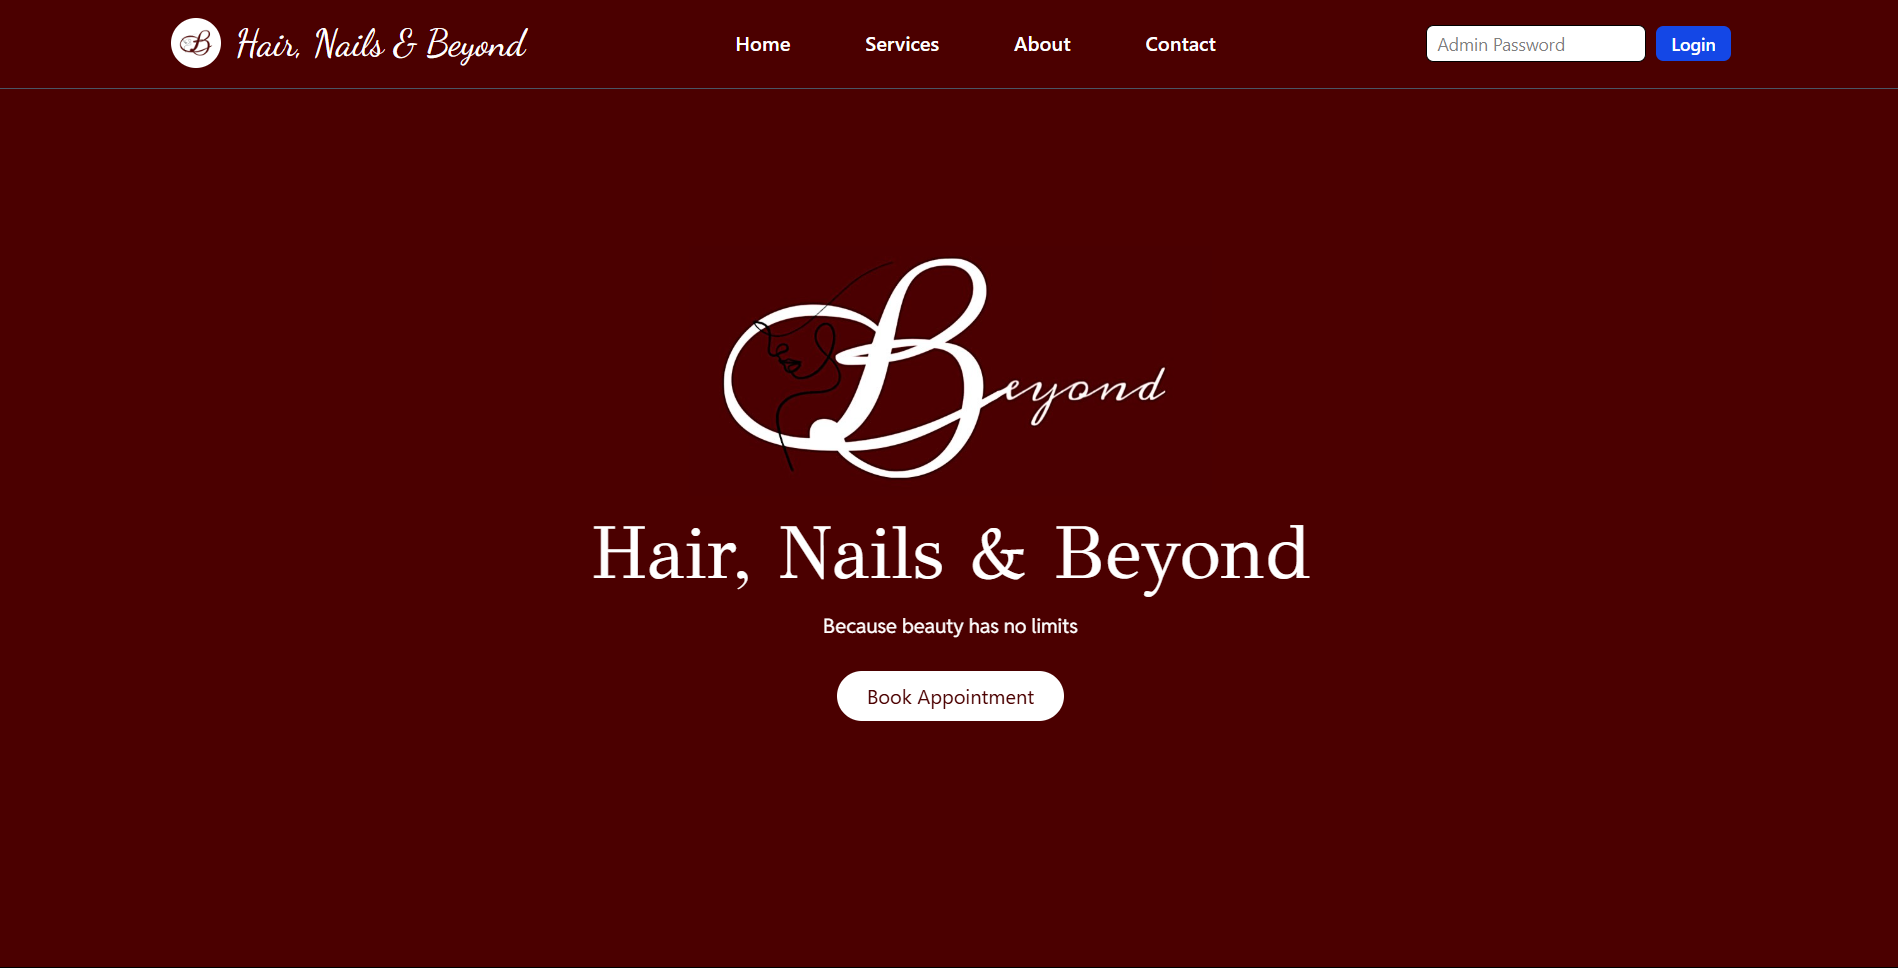 B Hair, Nails & Beyond Home Services About Contact Admin Password Login
Beyond
Hair, Nails & Beyond
Because beauty has no limits
Book Appointment